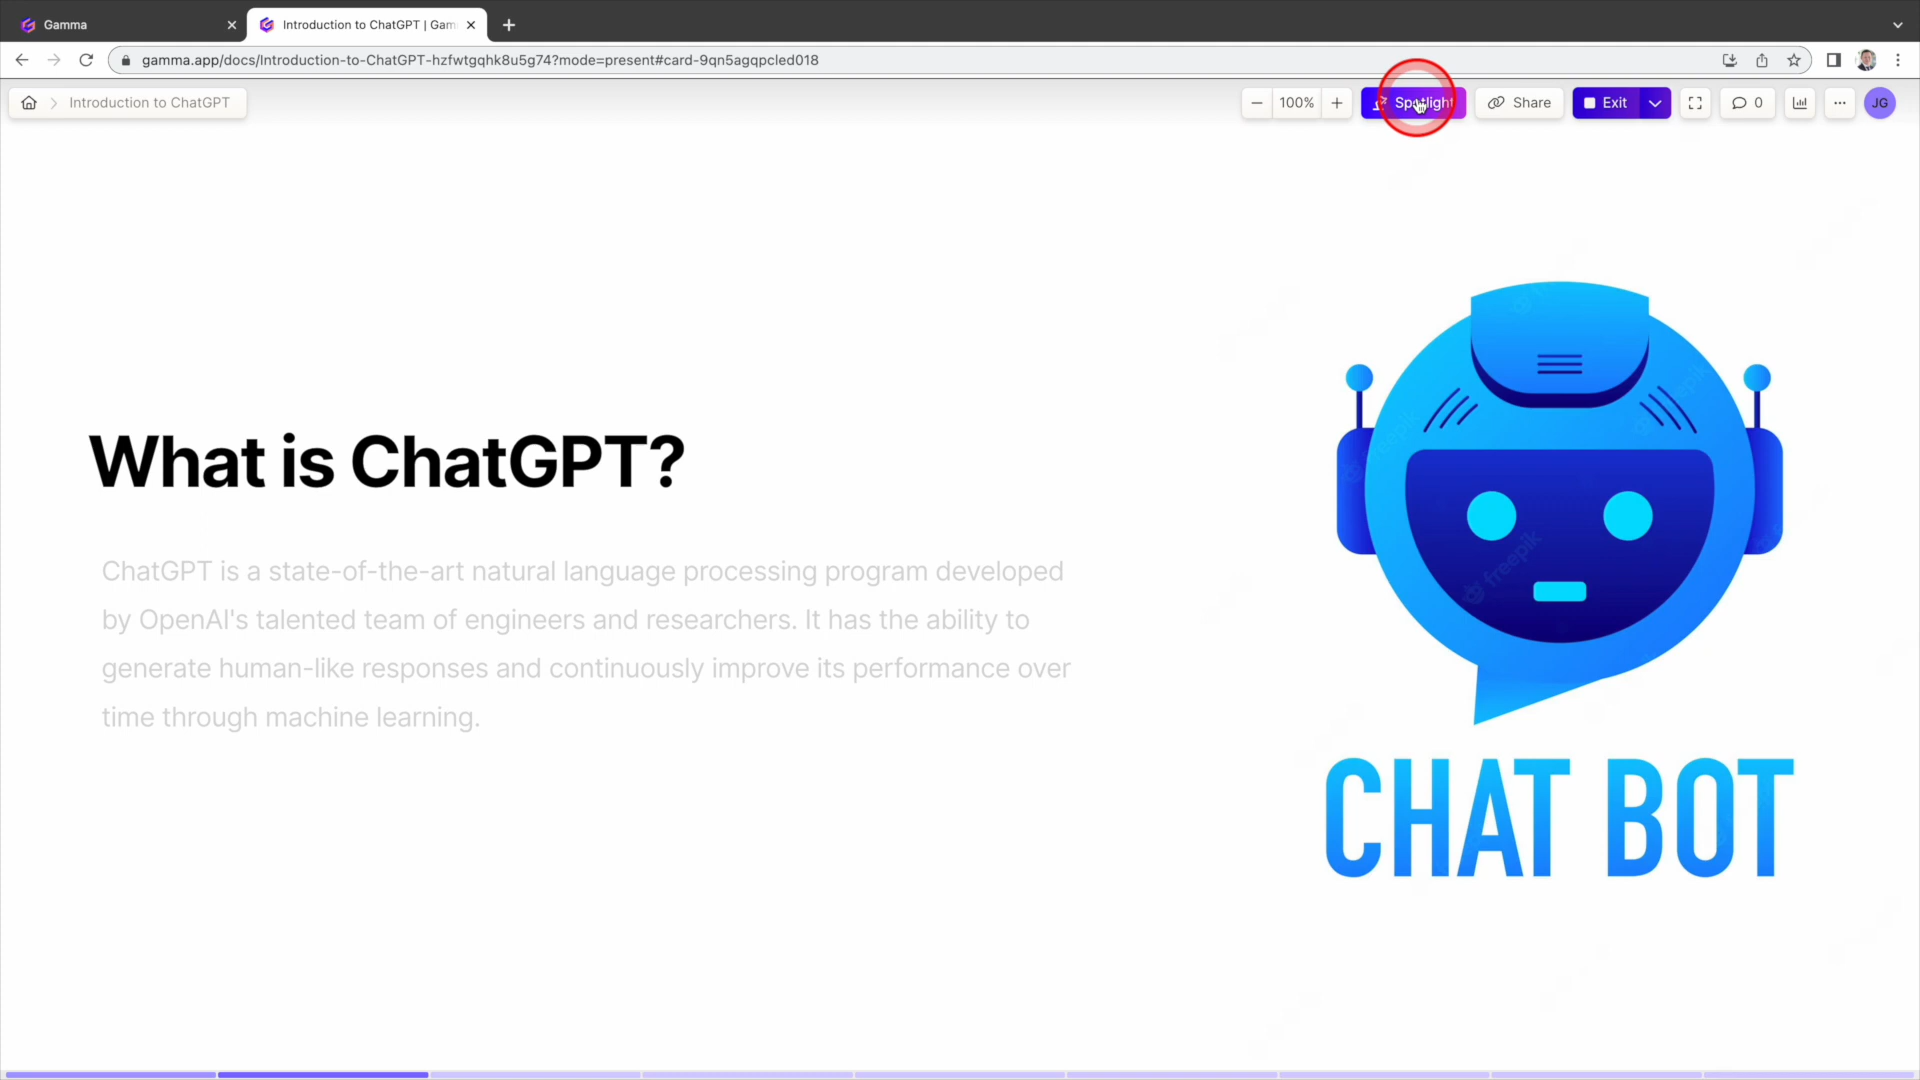 Gamma
Introduction to ChatGPT | Gam
gamma.app/docs/Introduction-to-ChatGPT-hzfwtgqhk8u5g74?mode=present#card-9qn5agqpcled018
Introduction to ChatGPT
100%
Spotlight
Share
Exit
0
JG
What is ChatGPT?
ChatGPT is a state-of-the-art natural language processing program developed
by OpenAI's talented team of engineers and researchers. It has the ability to
generate human-like responses and continuously improve its performance over
time through machine learning.
freepik
CHAT BOT